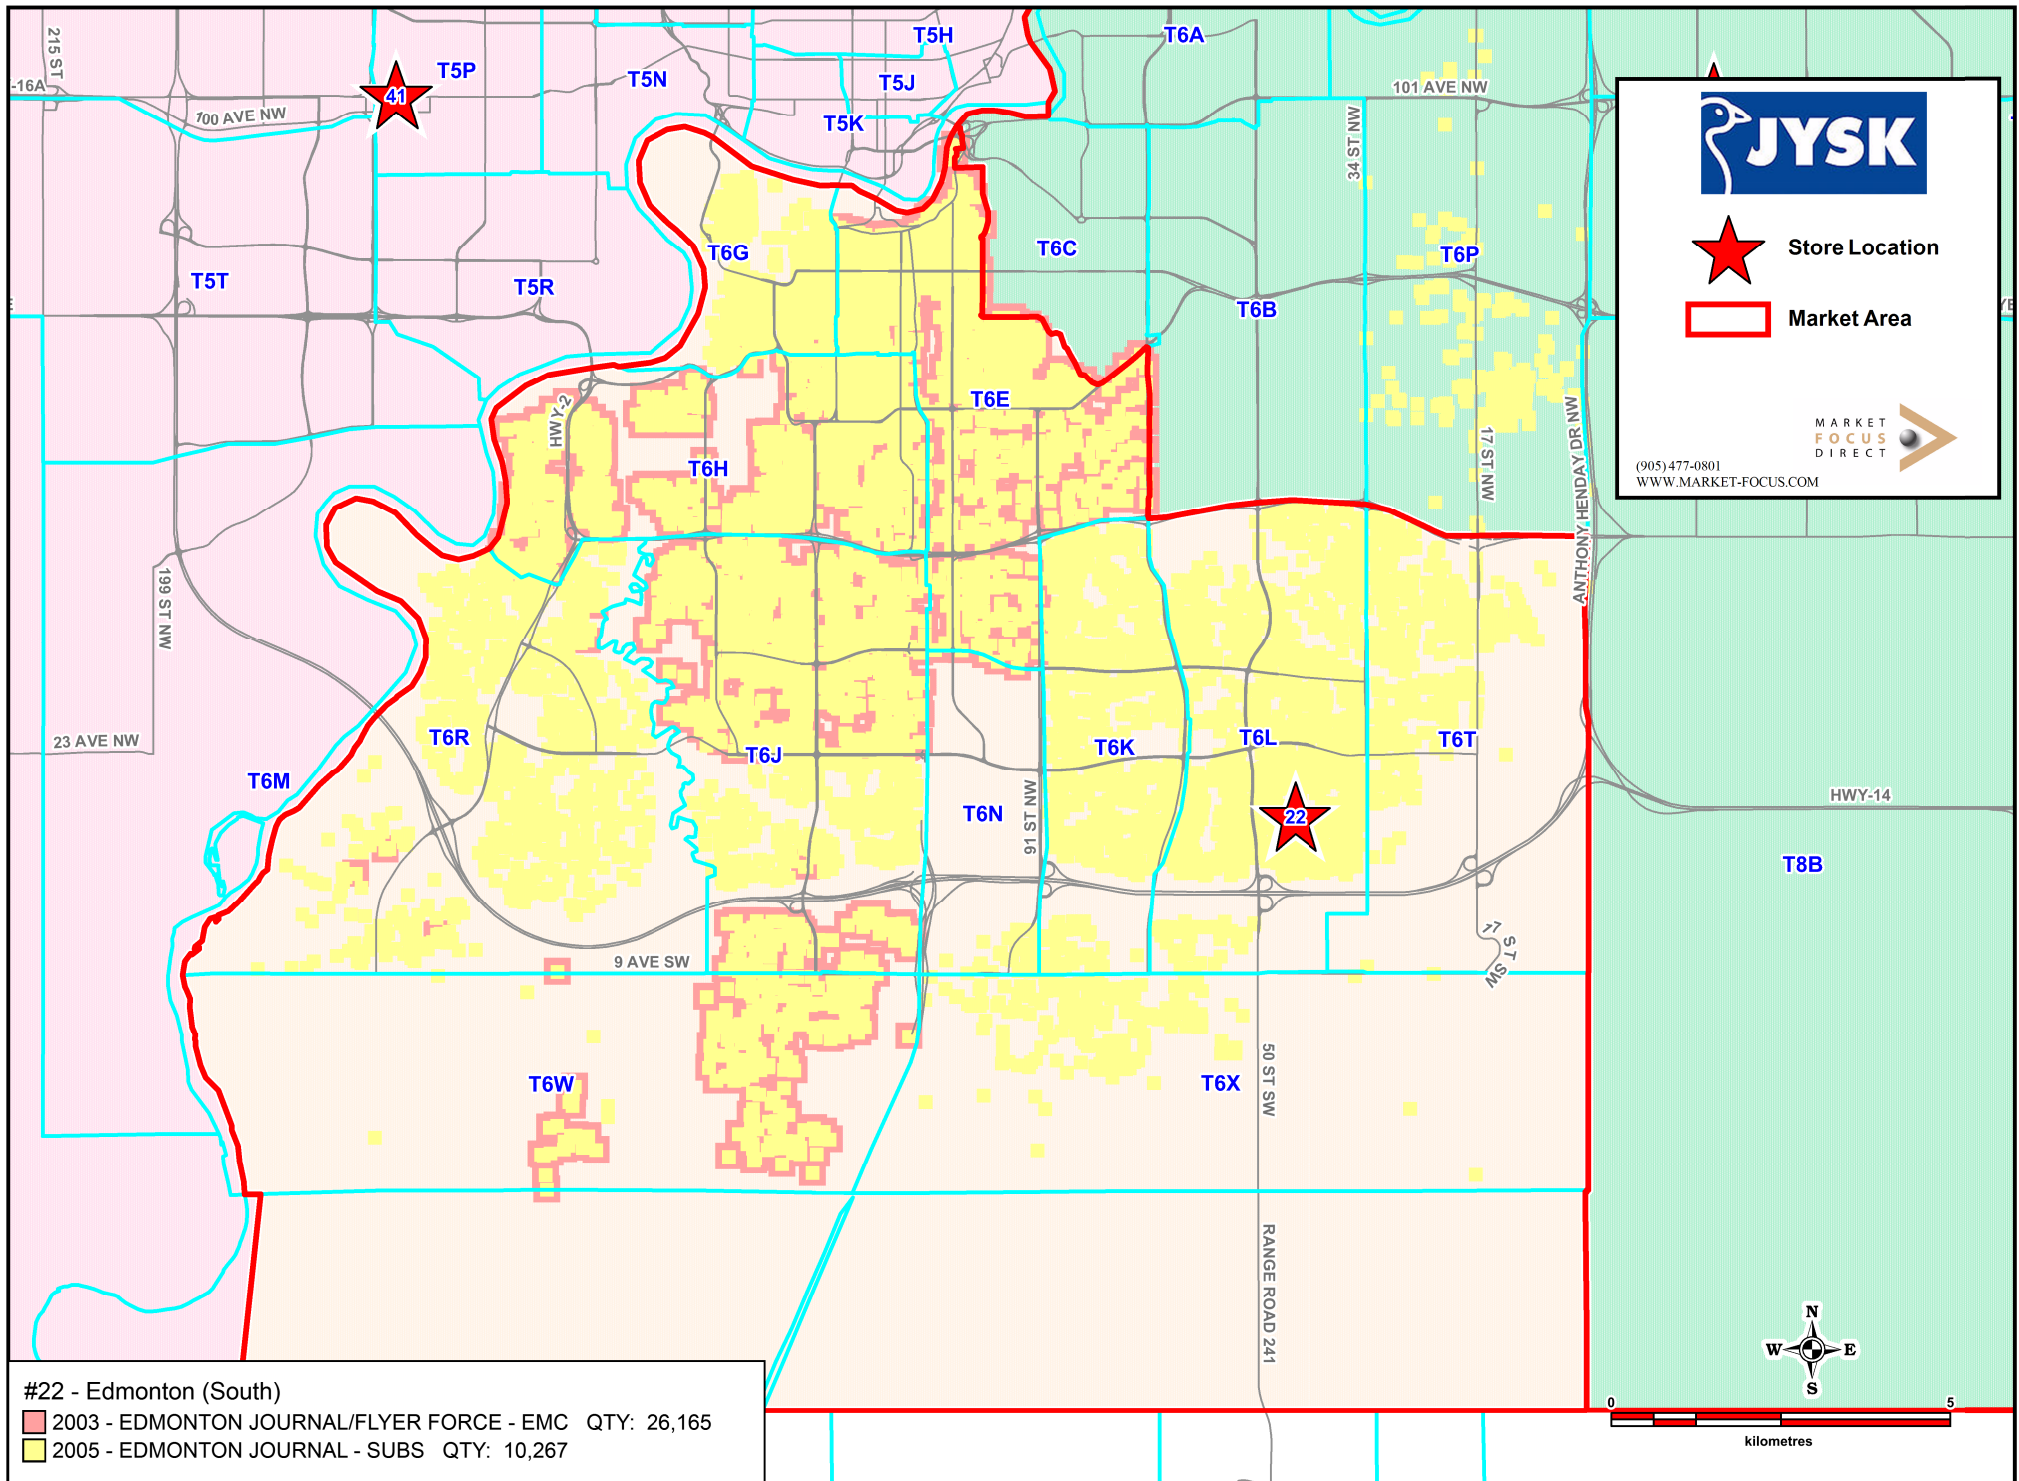 215 ST
-16A
100 AVE NW
T5P
41
T5N
T5H
T5J
T5K
T6A
101 AVE NW
34 ST NW
JYSK
Store Location
Market Area
MARKET
FOCUS
DIRECT
(905) 477-0801
WWW.MARKET-FOCUS.COM
T5T
T5R
T6G
T6C
T6B
T6P
HWY-2
T6H
T6E
17 ST NW
ANTHONY HENDAY DR NW
199 ST NW
23 AVE NW
T6M
T6R
T6J
T6N
91 ST NW
T6K
T6L
T6T
22
HWY-14
T8B
9 AVE SW
17 ST SW
T6W
T6X
50 ST SW
RANGE ROAD 241
N
W E
S
0 5
kilometres
#22 - Edmonton (South)
2003 - EDMONTON JOURNAL/FLYER FORCE - EMC QTY: 26,165
2005 - EDMONTON JOURNAL - SUBS QTY: 10,267